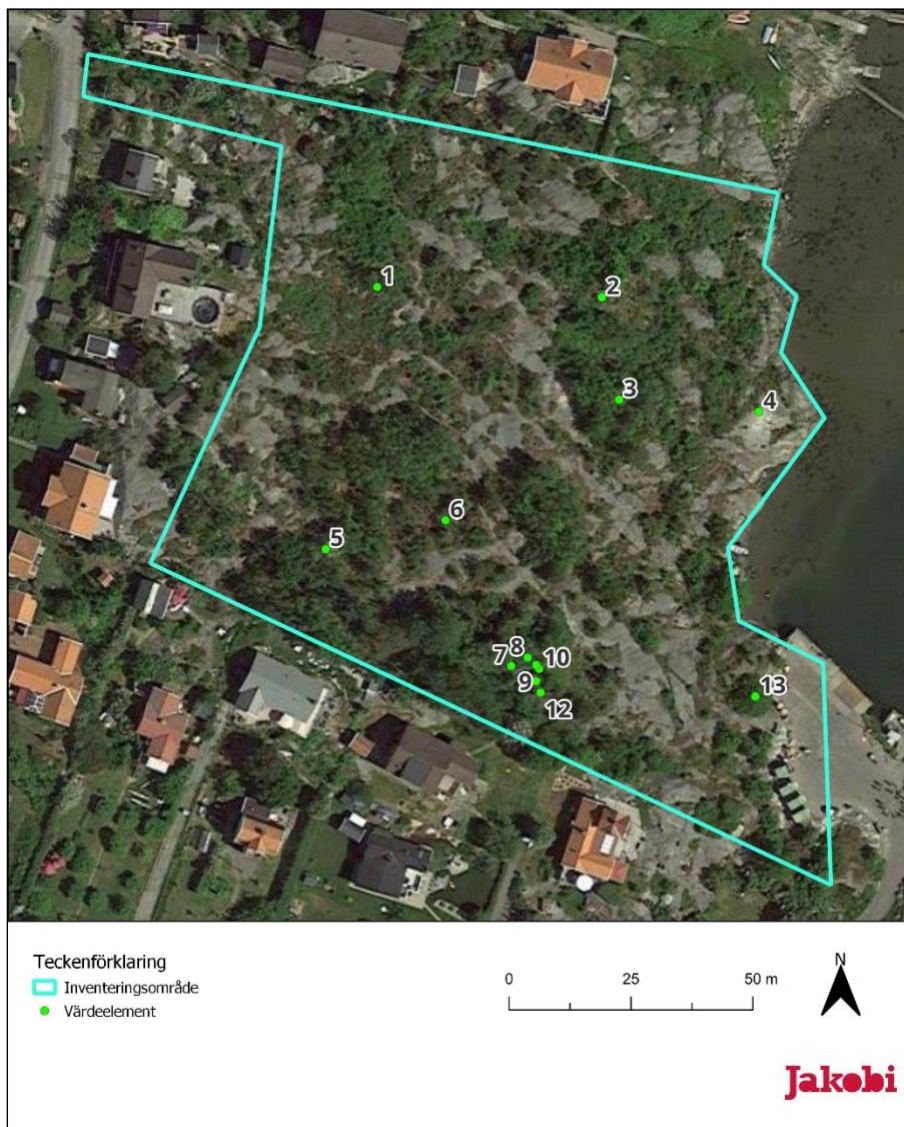 1
2
3
4
6
5
8
7
10
9
12
13
Teckenförklaring
Inventeringsområde
Värdeelement
0 25 50 m
N
Jakobi